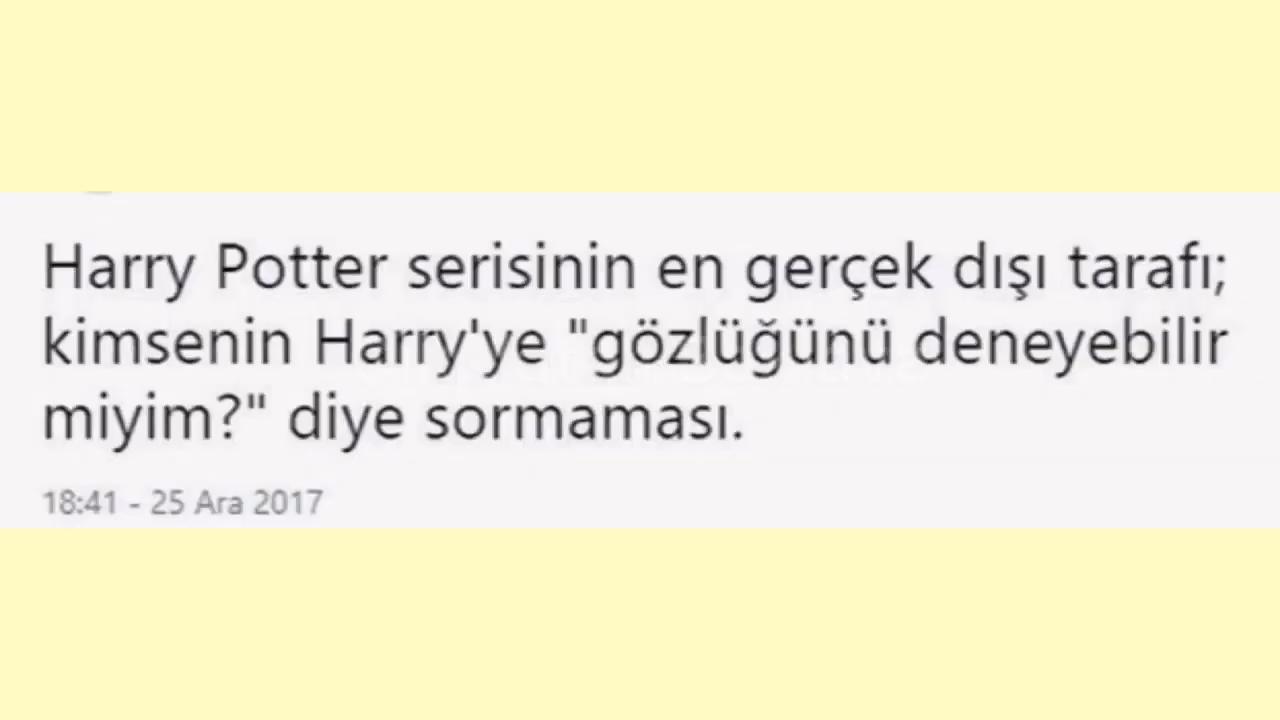 Harry Potter serisinin en gerçek dışı tarafı;
kimsenin Harry'ye "gözlüğünü deneyebilir
miyim?" diye sormaması.
18:41 - 25 Ara 2017